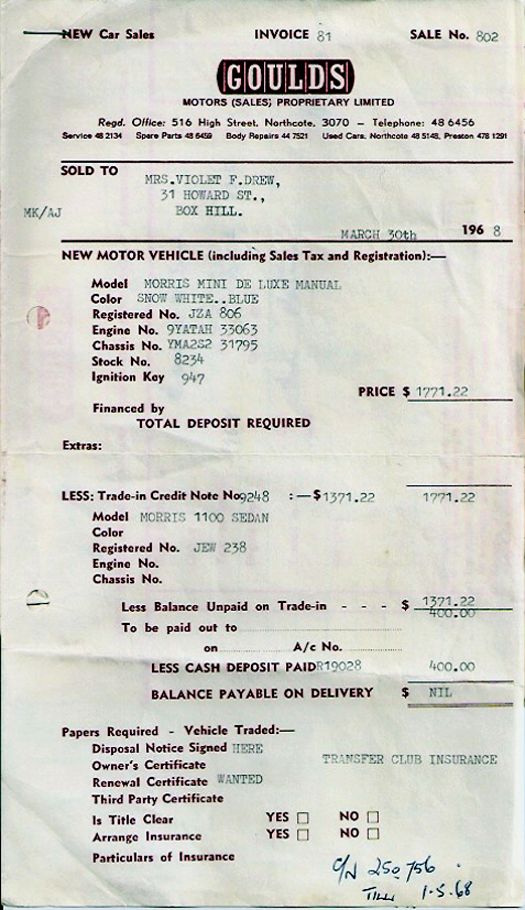 NEW Car Sales INVOICE 81 SALE No. 802
GOULDS
MOTORS (SALES) PROPRIETARY LIMITED
Regd. Office: 516 High Street, Northcote, 3070 – Telephone: 48 6456
Service 48 2134 Spare Parts 48 6459 Body Repairs 44 7521 Used Cars, Northcote 48 5148, Preston 478 1291
SOLD TO
MRS.VIOLET F.DREW,
31 HOWARD ST.,
MK/AJ BOX HILL.
MARCH 30th 196 8
NEW MOTOR VEHICLE (including Sales Tax and Registration):—
Model MORRIS MINI DE LUXE MANUAL
Color SNOW WHITE..BLUE
Registered No. JZA 806
Engine No. 9YATAH 33063
Chassis No. YMA2S2 31795
Stock No. 8234
Ignition Key 947
PRICE $ 1771.22
Financed by
TOTAL DEPOSIT REQUIRED
Extras:
LESS: Trade-in Credit Note No 9248 :—$1371.22 1771.22
Model MORRIS 1100 SEDAN
Color
Registered No. JEW 238
Engine No.
Chassis No.
Less Balance Unpaid on Trade-in - - - $ 1371.22
400.00
To be paid out to
on A/c No.
LESS CASH DEPOSIT PAID R19028 400.00
BALANCE PAYABLE ON DELIVERY $ NIL
Papers Required - Vehicle Traded:—
Disposal Notice Signed HERE
Owner's Certificate TRANSFER CLUB INSURANCE
Renewal Certificate WANTED
Third Party Certificate
Is Title Clear YES NO
Arrange Insurance YES NO
Particulars of Insurance
C/N 250756.
TILL 1-5.68